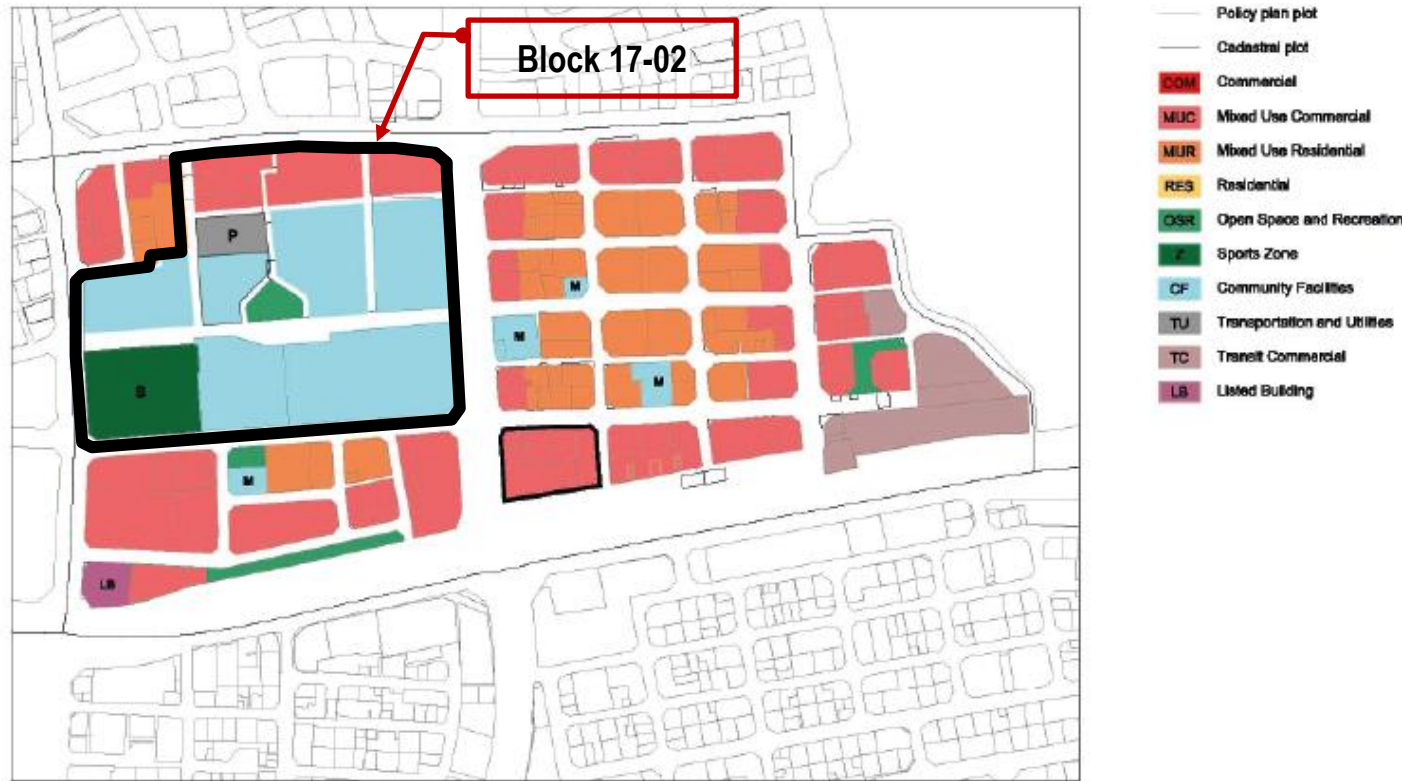 Block 17-02
P
M
M
M
S
M
LB
Policy plan plot
Cadastral plot
COM Commercial
MUC Mixed Use Commercial
MUR Mixed Use Residential
RES Residential
OSR Open Space and Recreation
Sports Zone
CF Community Facilities
TU Transportation and Utilities
TC Transit Commercial
LB Listed Building